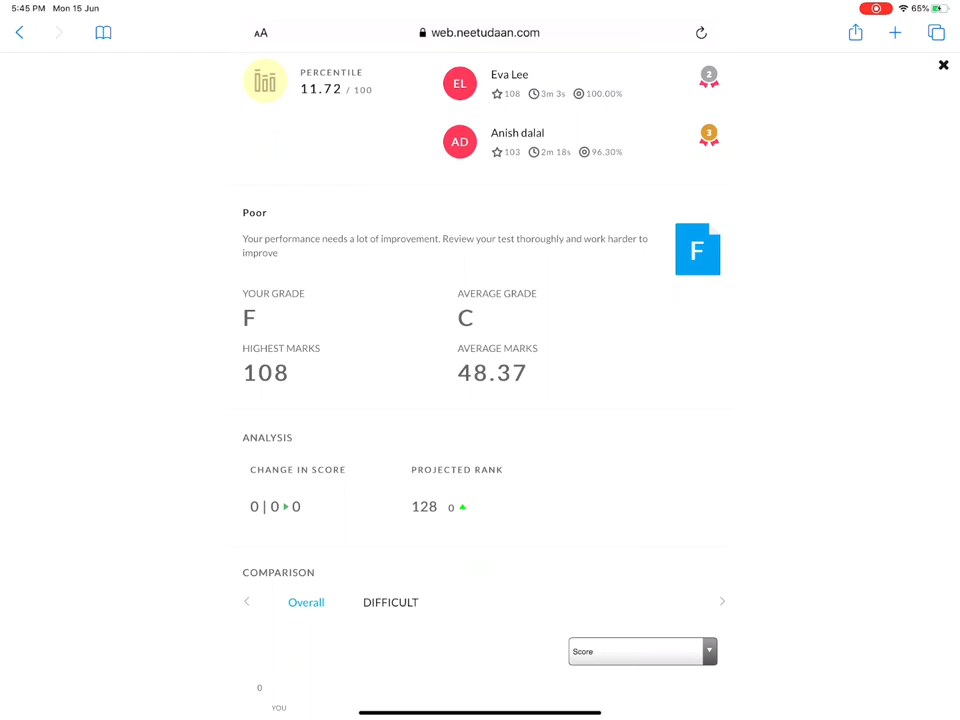 5:45 PM Mon 15 Jun
65%
AA
web.neetudaan.com
PERCENTILE
11.72 / 100
EL
Eva Lee
108 3m 3s 100.00%
2
AD
Anish dalal
103 2m 18s 96.30%
3
Poor
Your performance needs a lot of improvement. Review your test thoroughly and work harder to
improve
F
YOUR GRADE
F
AVERAGE GRADE
C
HIGHEST MARKS
108
AVERAGE MARKS
48.37
ANALYSIS
CHANGE IN SCORE
0 | 0 ▸ 0
PROJECTED RANK
128 0
COMPARISON
Overall DIFFICULT
Score
0
YOU